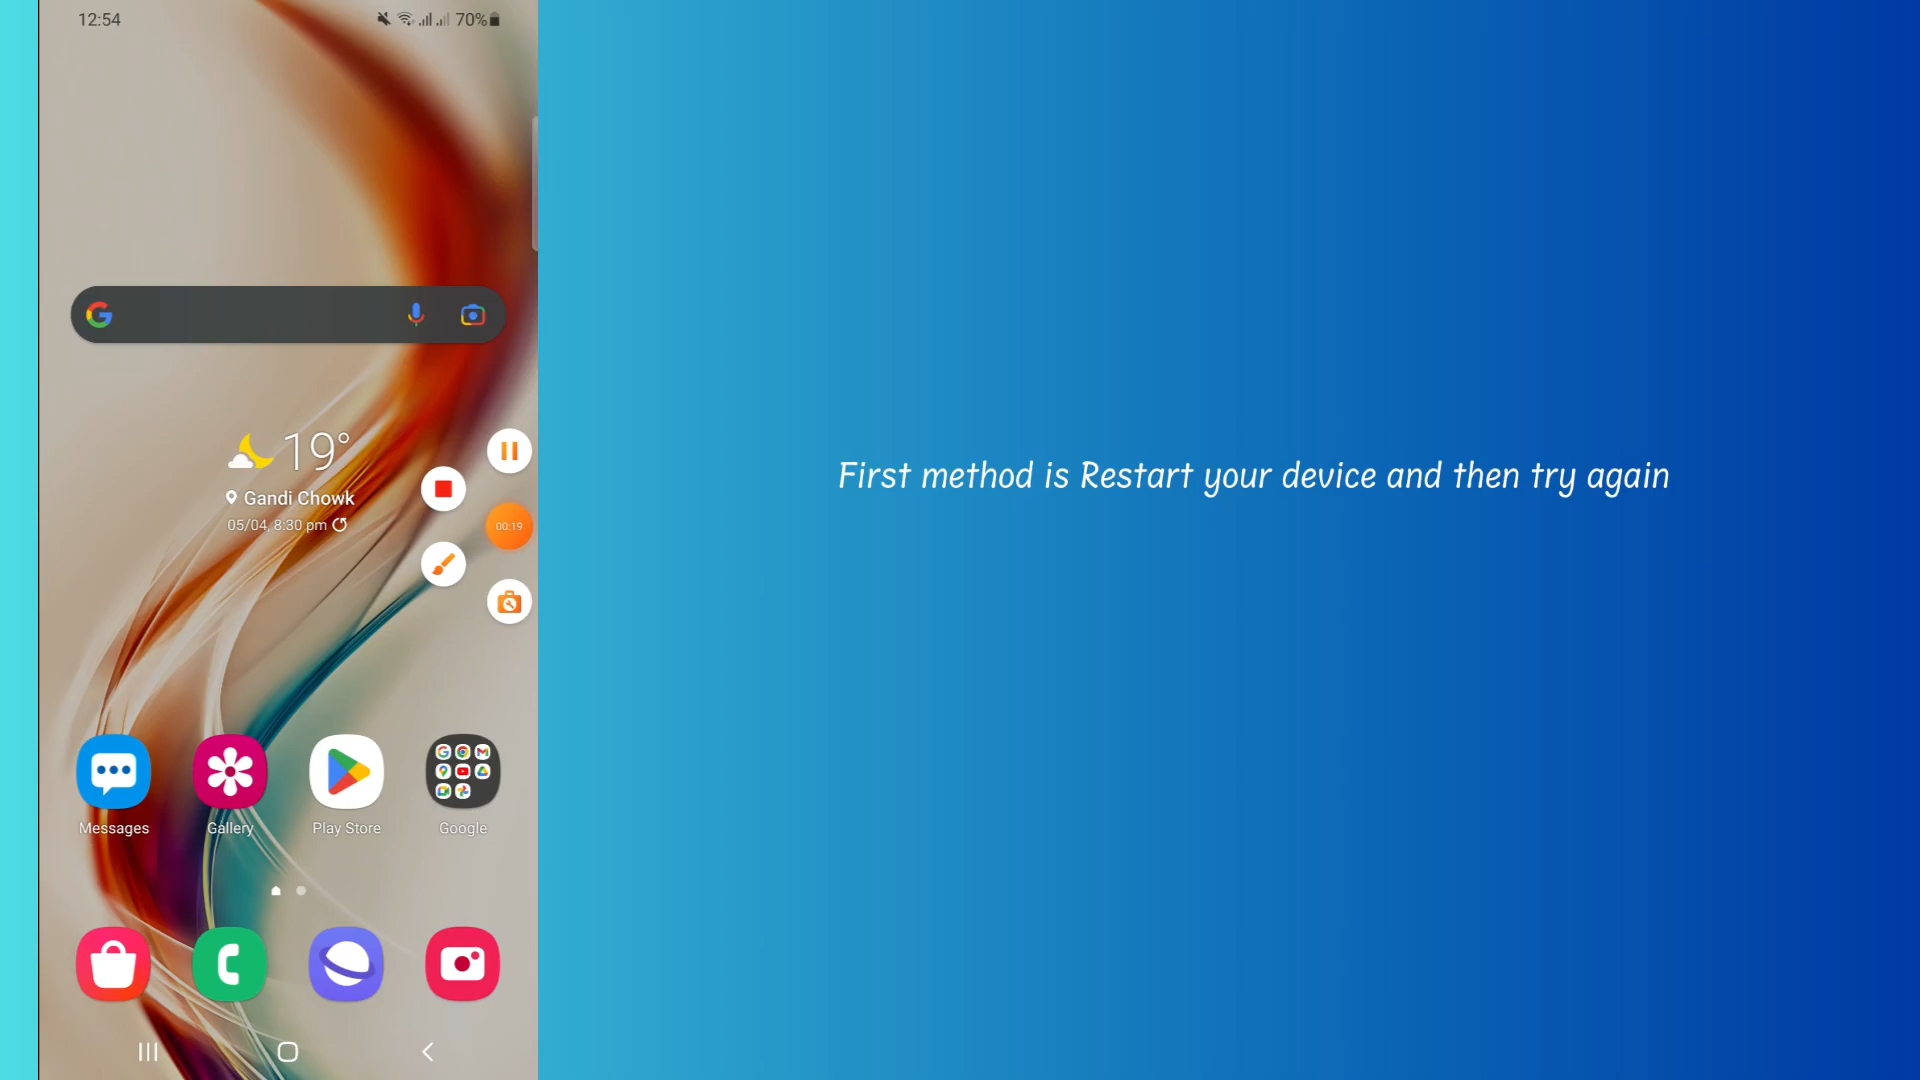 12:54
70%
19°
Gandi Chowk
05/04, 8:30 pm
00:19
First method is Restart your device and then try again
Messages
Gallery
Play Store
Google